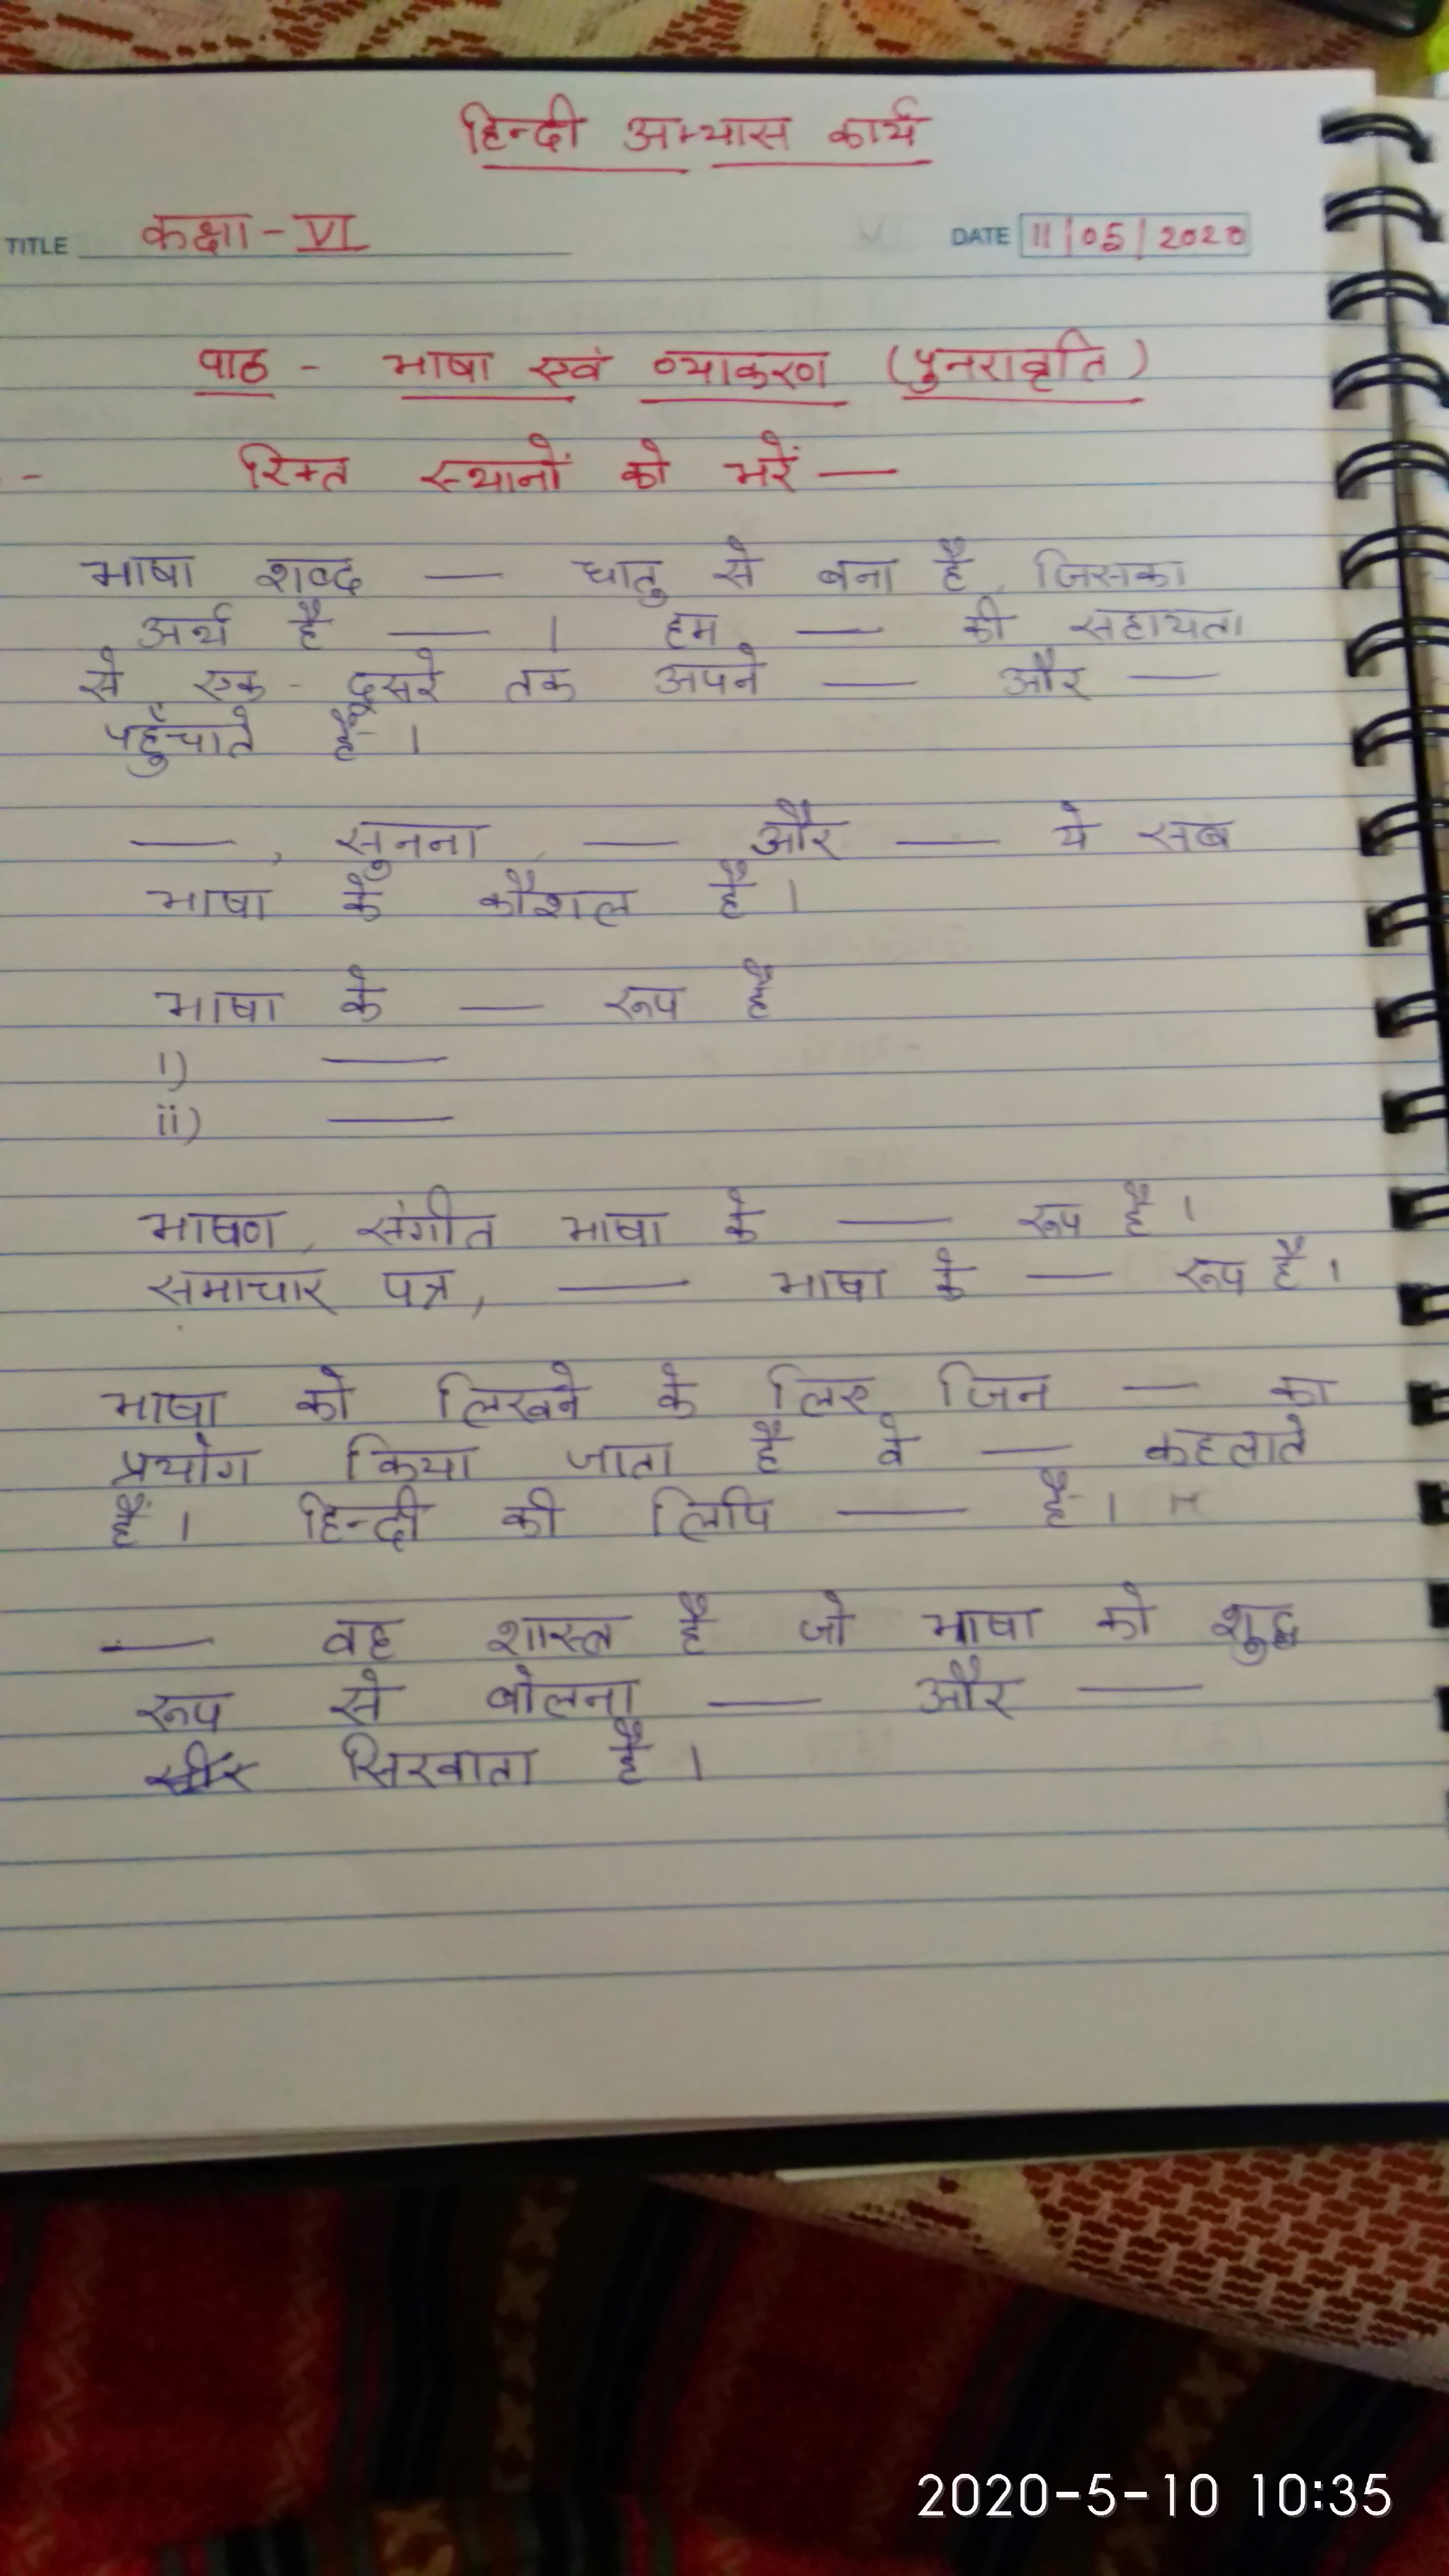 हिन्दी अभ्यास कार्य
TITLE कक्षा - VI DATE 11/05/2020
पाठ - भाषा एवं व्याकरण (पुनरावृति)
- रिक्त स्थानों को भरें —
भाषा शब्द — धातु से बना है, जिसका
अर्थ है — । हम — की सहायता
से एक - दूसरे तक अपने — और —
पहुँचाते हैं ।
— , सुनना, — और — ये सब
भाषा के कौशल हैं ।
भाषा के — रूप हैं
i) —
ii) —
भाषण, संगीत भाषा के — रूप हैं ।
समाचार पत्र, — भाषा के — रूप हैं ।
भाषा को लिखने के लिए जिन — का
प्रयोग किया जाता है वे — कहलाते
हैं । हिन्दी की लिपि — है ।
— वह शास्त्र है जो भाषा को शुद्ध
रूप से बोलना — और —
सिखाता है ।
2020-5-10 10:35